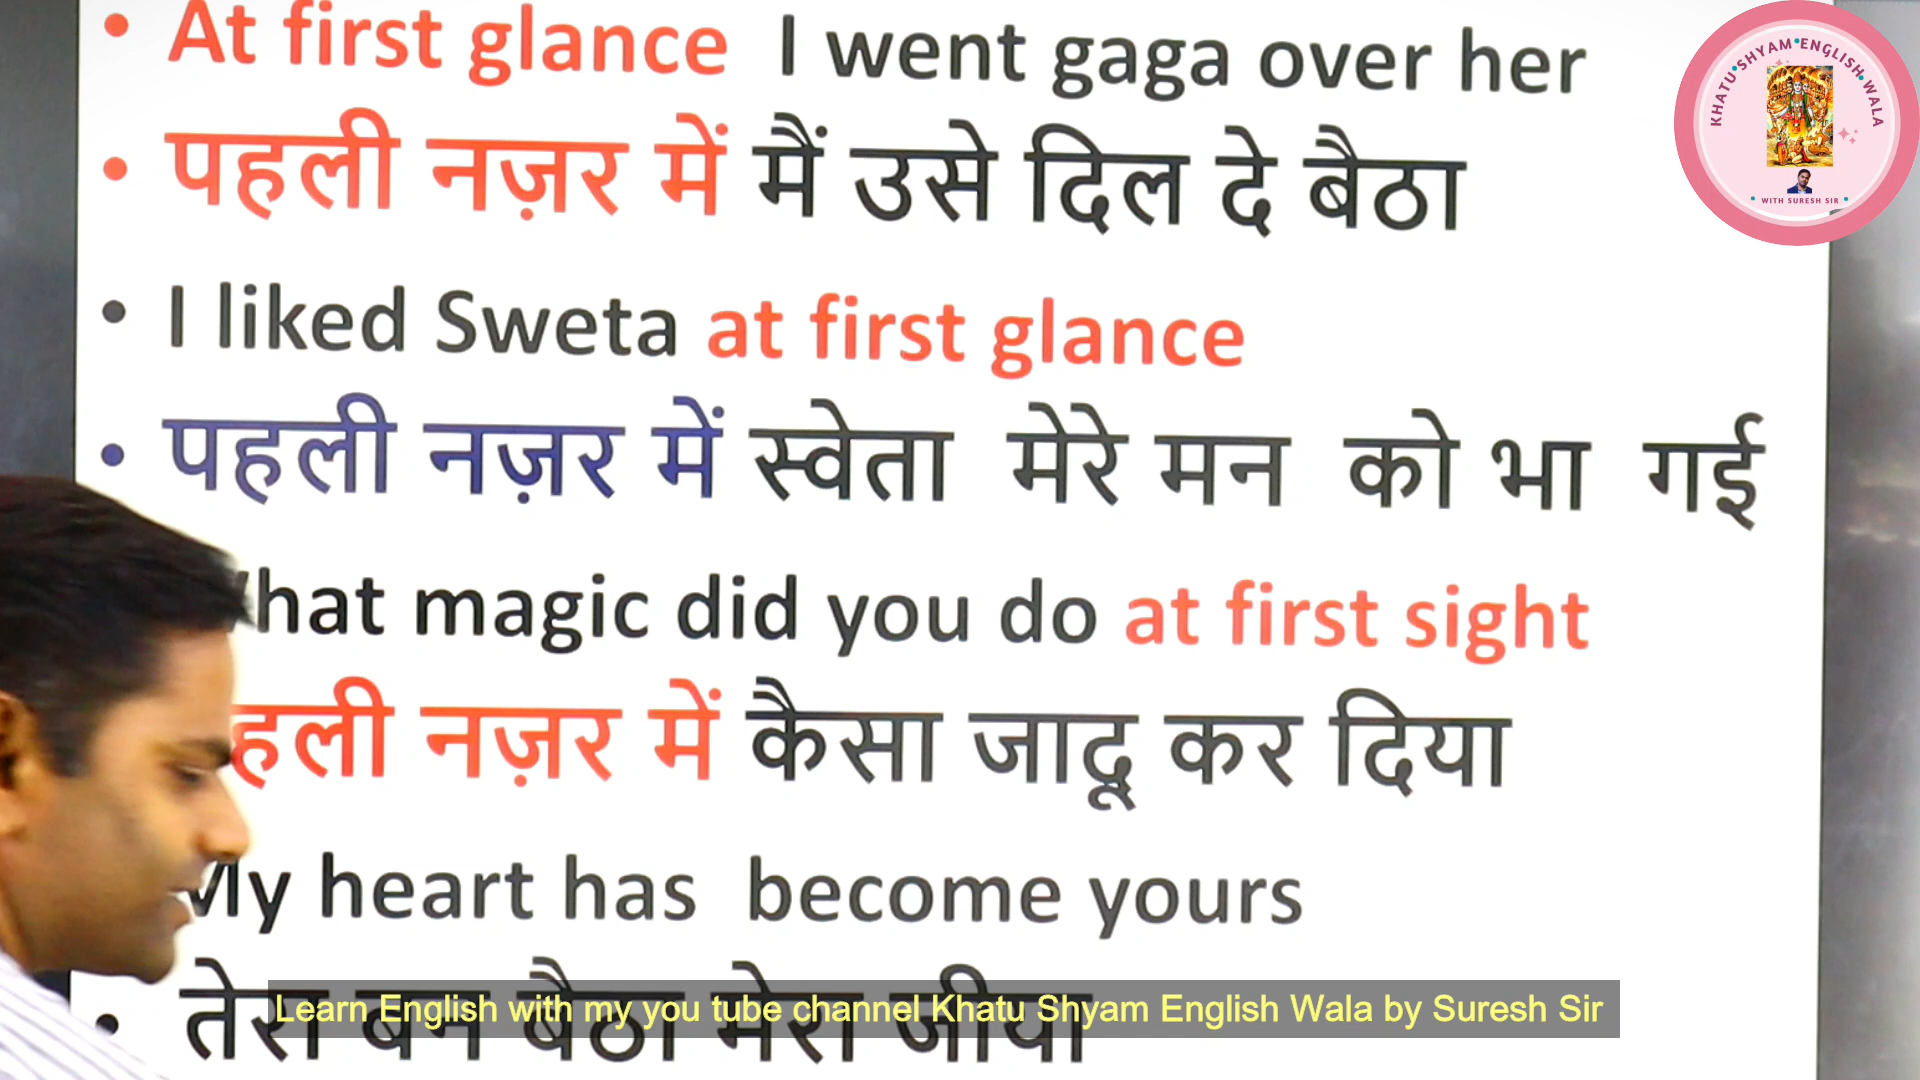 At first glance I went gaga over her
पहली नज़र में मैं उसे दिल दे बैठा
I liked Sweta at first glance
पहली नज़र में स्वेता मेरे मन को भा गई
hat magic did you do at first sight
हली नज़र में कैसा जादू कर दिया
My heart has become yours
तेरा बन बैठा मेरा जीया
Learn English with my you tube channel Khatu Shyam English Wala by Suresh Sir
KHATU SHYAM ENGLISH WALA
WITH SURESH SIR